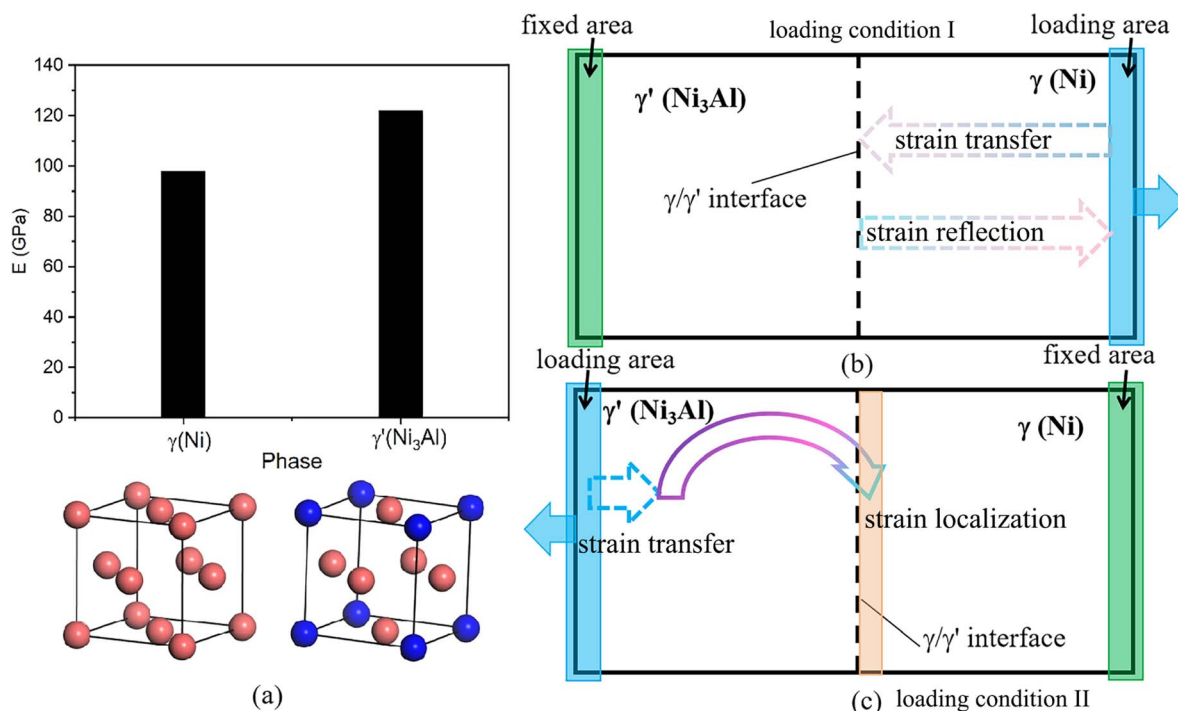 E (GPa)
140
120
100
80
60
40
20
0
γ(Ni)
γ'(Ni₃Al)
Phase
(a)
fixed area
loading condition I
loading area
γ' (Ni₃Al)
γ (Ni)
strain transfer
γ/γ' interface
strain reflection
(b)
loading area
fixed area
γ' (Ni₃Al)
γ (Ni)
strain localization
strain transfer
γ/γ' interface
(c)
loading condition II